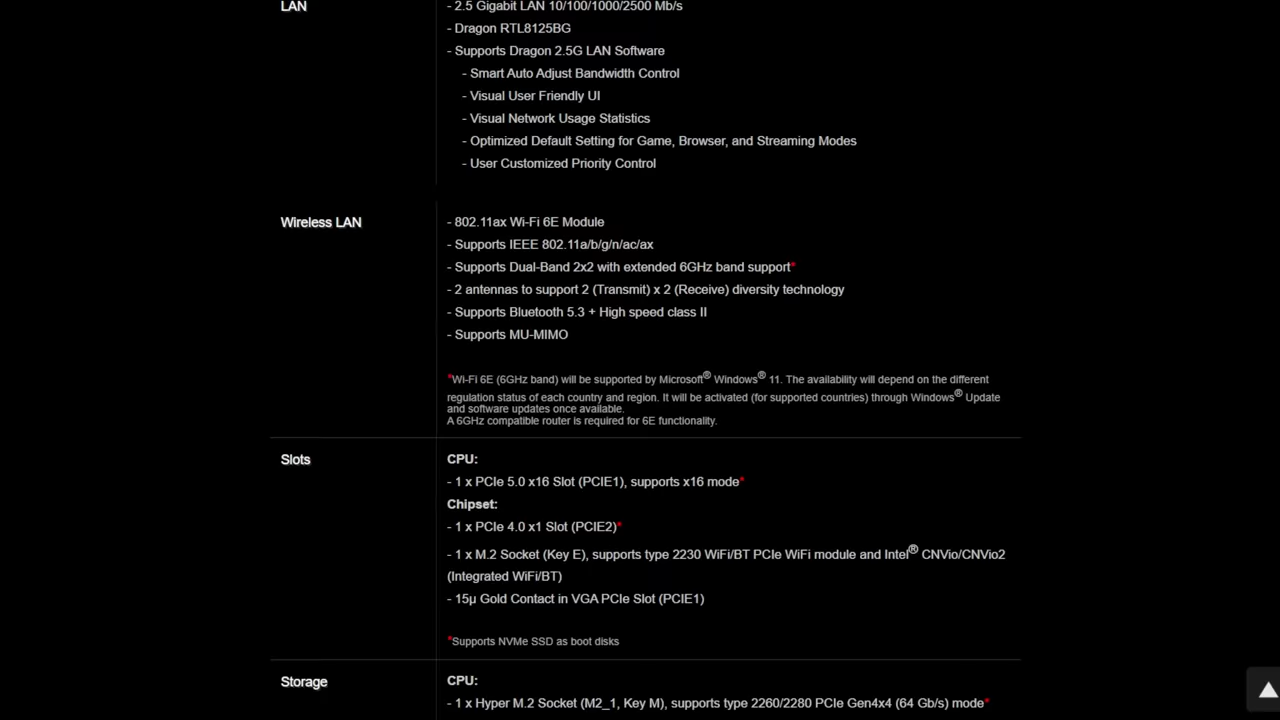 LAN
- 2.5 Gigabit LAN 10/100/1000/2500 Mb/s
- Dragon RTL8125BG
- Supports Dragon 2.5G LAN Software
- Smart Auto Adjust Bandwidth Control
- Visual User Friendly UI
- Visual Network Usage Statistics
- Optimized Default Setting for Game, Browser, and Streaming Modes
- User Customized Priority Control
Wireless LAN
- 802.11ax Wi-Fi 6E Module
- Supports IEEE 802.11a/b/g/n/ac/ax
- Supports Dual-Band 2x2 with extended 6GHz band support*
- 2 antennas to support 2 (Transmit) x 2 (Receive) diversity technology
- Supports Bluetooth 5.3 + High speed class II
- Supports MU-MIMO
*Wi-Fi 6E (6GHz band) will be supported by Microsoft® Windows® 11. The availability will depend on the different
regulation status of each country and region. It will be activated (for supported countries) through Windows® Update
and software updates once available.
A 6GHz compatible router is required for 6E functionality.
Slots
CPU:
- 1 x PCIe 5.0 x16 Slot (PCIE1), supports x16 mode*
Chipset:
- 1 x PCIe 4.0 x1 Slot (PCIE2)*
- 1 x M.2 Socket (Key E), supports type 2230 WiFi/BT PCIe WiFi module and Intel® CNVio/CNVio2
(Integrated WiFi/BT)
- 15μ Gold Contact in VGA PCIe Slot (PCIE1)
*Supports NVMe SSD as boot disks
Storage
CPU:
- 1 x Hyper M.2 Socket (M2_1, Key M), supports type 2260/2280 PCIe Gen4x4 (64 Gb/s) mode*